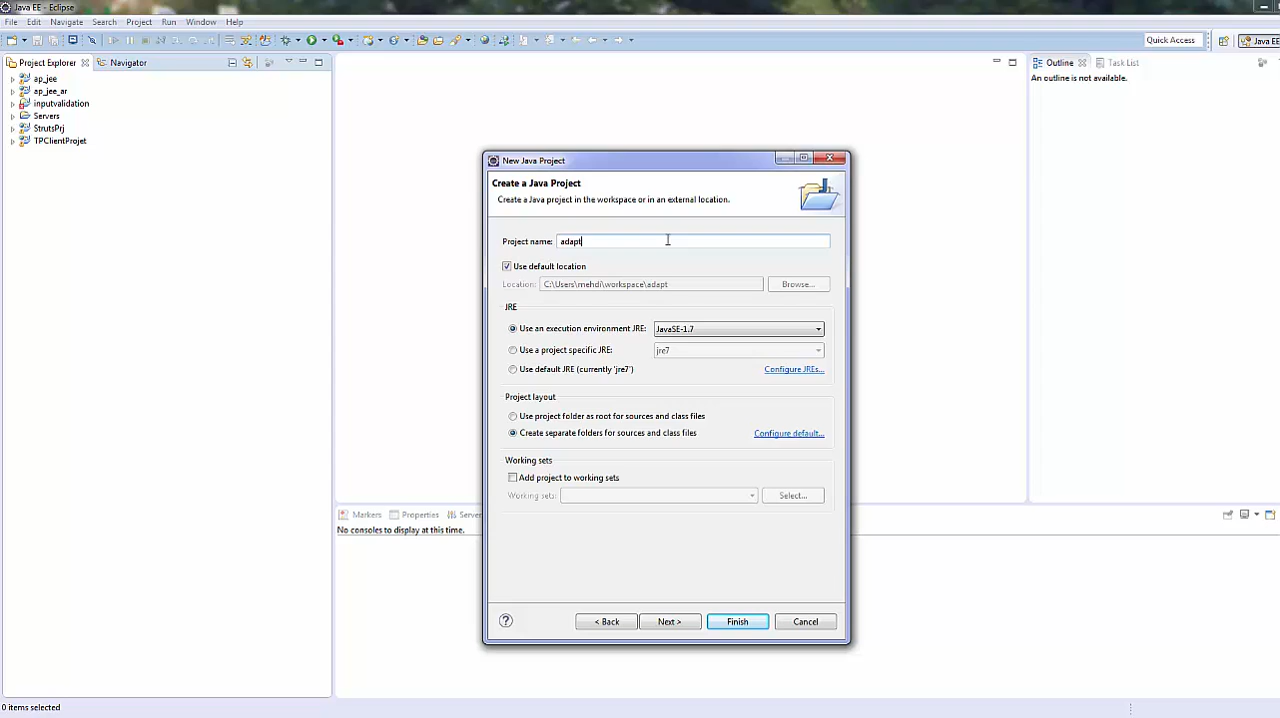 Java EE - Eclipse
File Edit Navigate Search Project Run Window Help
Quick Access
Java EE
Project Explorer
Navigator
ap_jee
ap_jee_ar
inputvalidation
Servers
StrutsPrj
TPClientProjet
Outline
Task List
An outline is not available.
New Java Project
Create a Java Project
Create a Java project in the workspace or in an external location.
Project name: adapt
Use default location
Location: C:\Users\mehdi\workspace\adapt Browse...
JRE
Use an execution environment JRE: JavaSE-1.7
Use a project specific JRE: jre7
Use default JRE (currently 'jre7') Configure JREs...
Project layout
Use project folder as root for sources and class files
Create separate folders for sources and class files Configure default...
Working sets
Add project to working sets
Working sets: Select...
Markers Properties Server
No consoles to display at this time.
? < Back Next > Finish Cancel
0 items selected